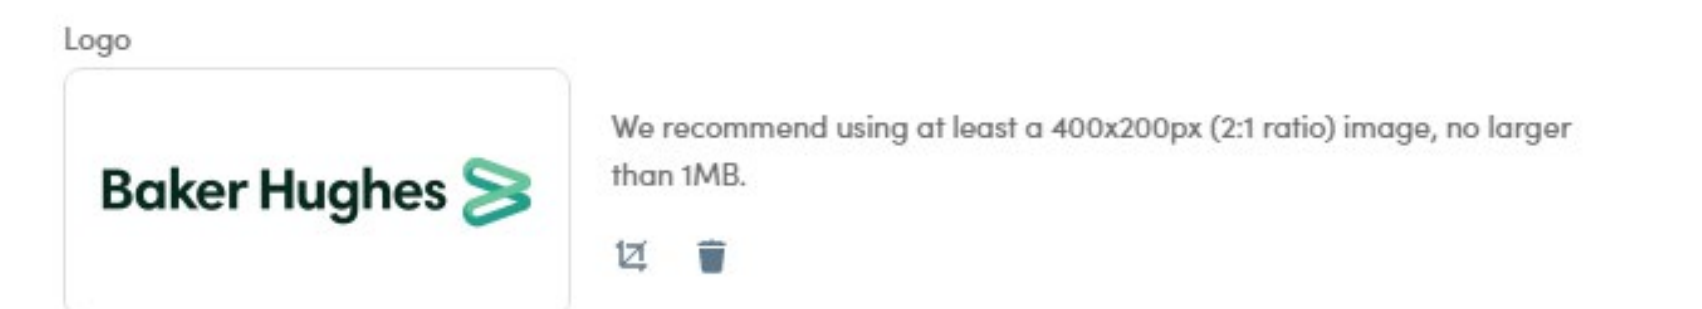 Logo
Baker Hughes
We recommend using at least a 400x200px (2:1 ratio) image, no larger
than 1MB.